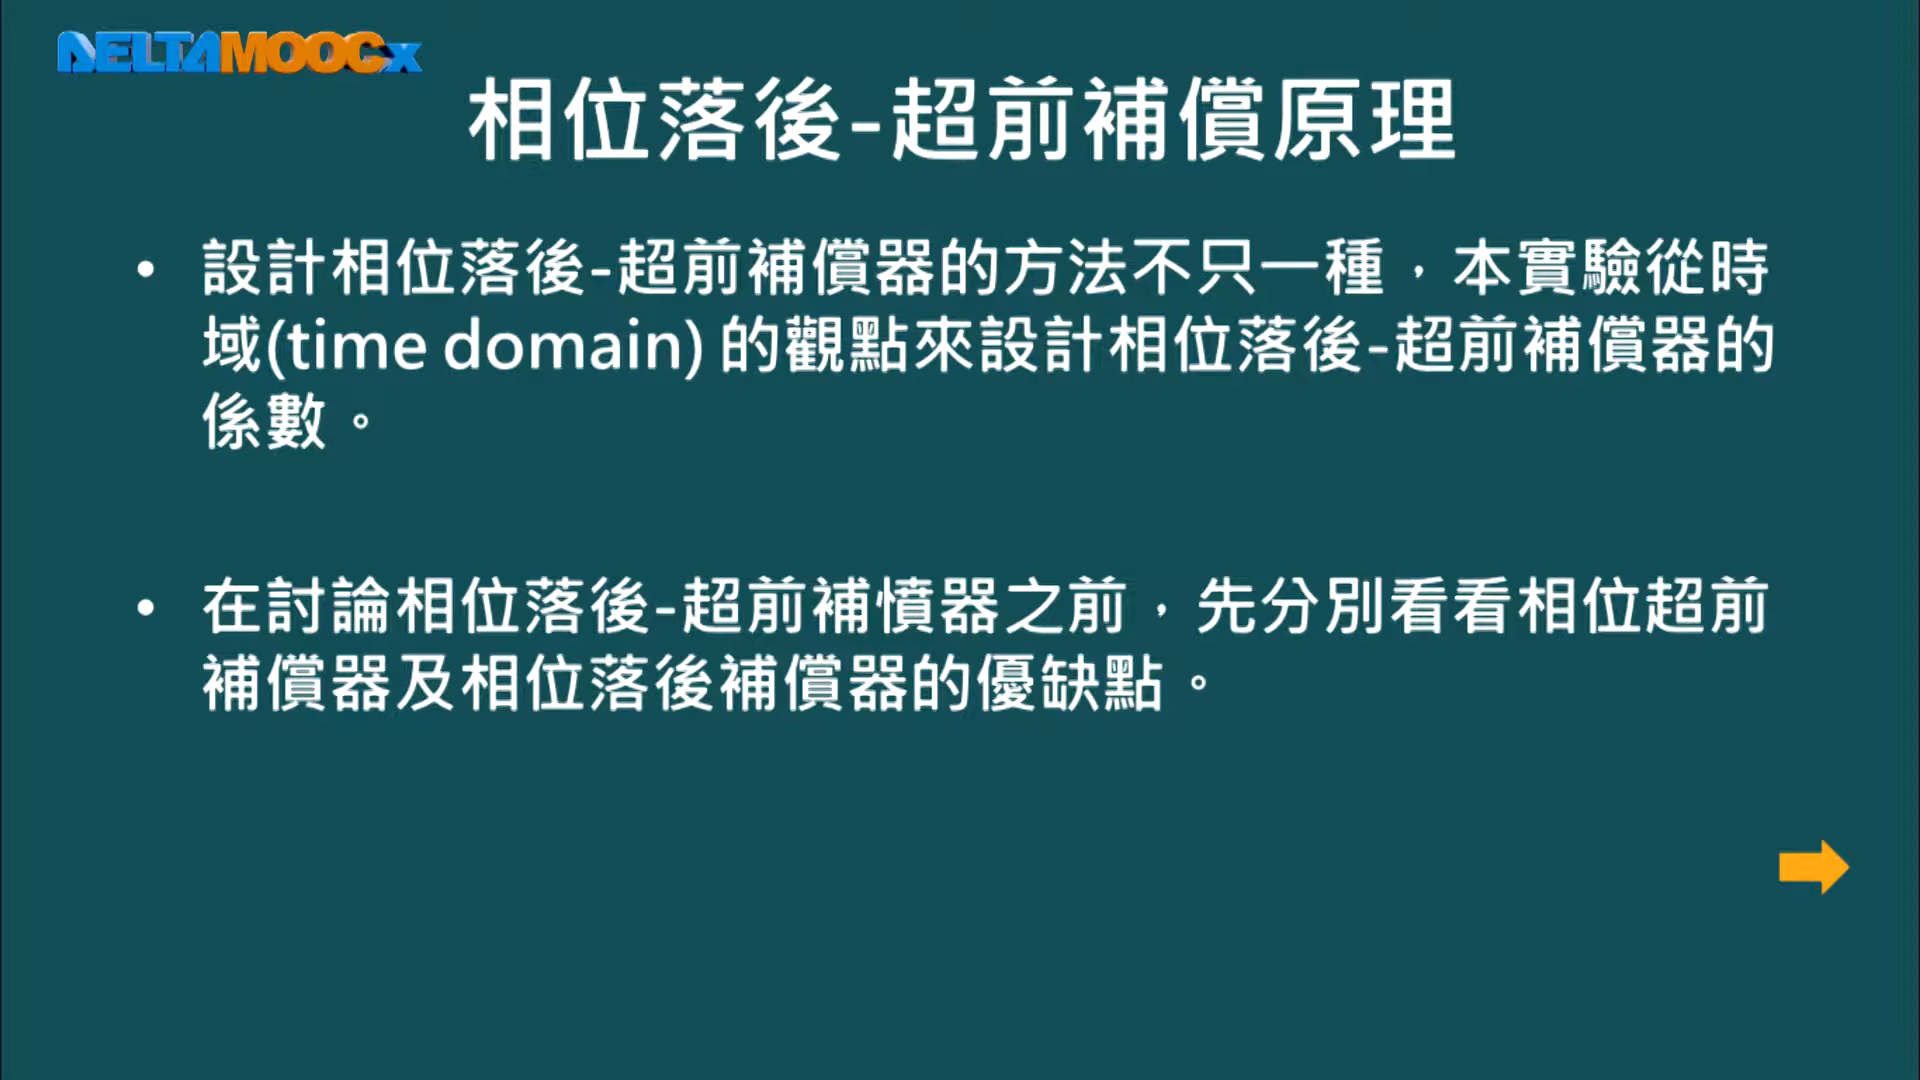 DELTAMOOCx
相位落後-超前補償原理
• 設計相位落後-超前補償器的方法不只一種，本實驗從時
域(time domain) 的觀點來設計相位落後-超前補償器的
係數。
• 在討論相位落後-超前補憤器之前，先分別看看相位超前
補償器及相位落後補償器的優缺點。